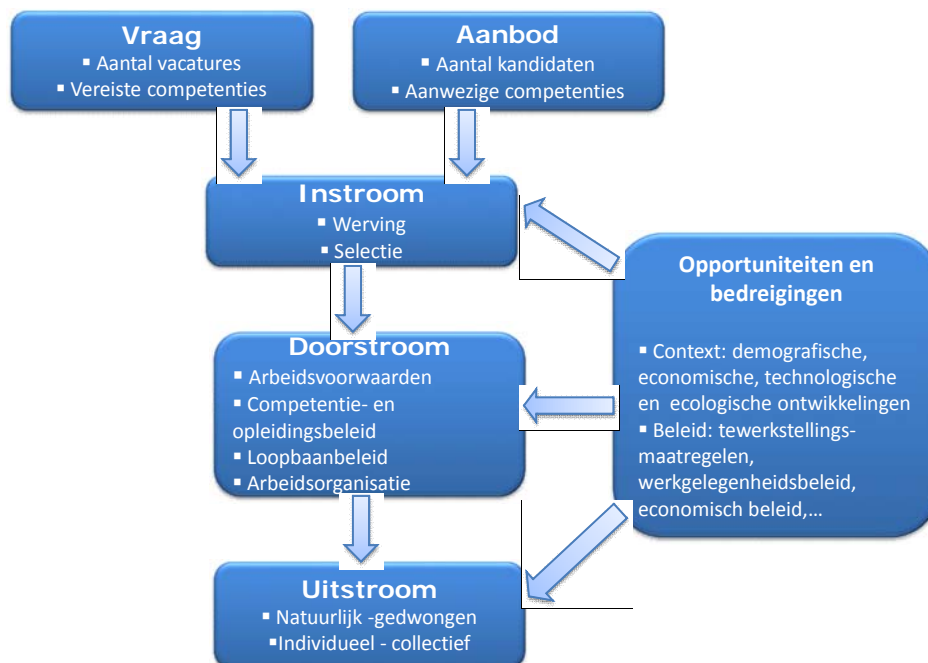 Vraag
▪ Aantal vacatures
▪ Vereiste competenties
Aanbod
▪ Aantal kandidaten
▪ Aanwezige competenties
Instroom
▪ Werving
▪ Selectie
Doorstroom
▪ Arbeidsvoorwaarden
▪ Competentie- en
opleidingsbeleid
▪ Loopbaanbeleid
▪ Arbeidsorganisatie
Uitstroom
▪ Natuurlijk -gedwongen
▪Individueel - collectief
Opportuniteiten en
bedreigingen
▪ Context: demografische,
economische, technologische
en ecologische ontwikkelingen
▪ Beleid: tewerkstellings-
maatregelen,
werkgelegenheidsbeleid,
economisch beleid,...